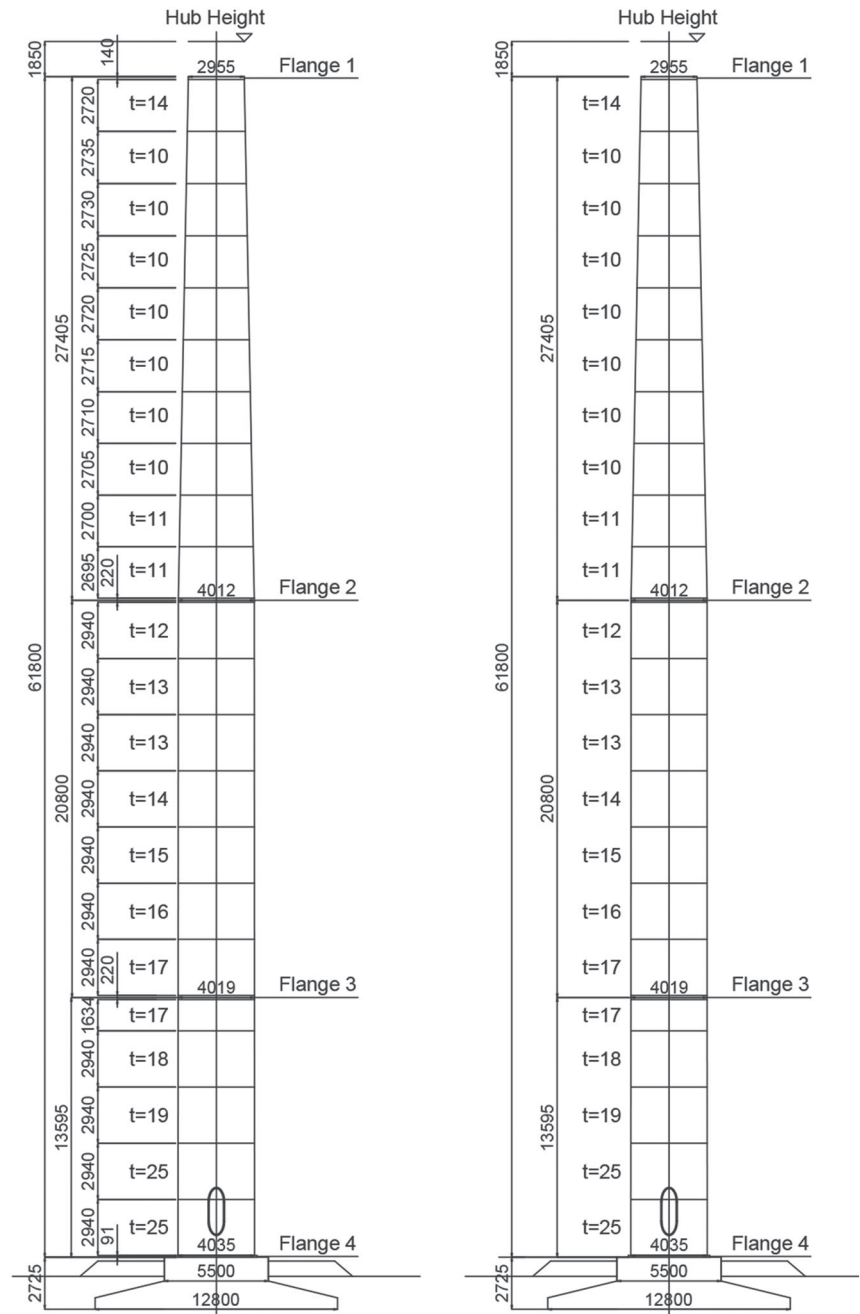 Hub Height
1850
140
2955
Flange 1
2720
t=14
2735
t=10
2730
t=10
2725
t=10
2720
t=10
27405
2715
t=10
2710
t=10
2705
t=10
2700
t=11
2695
t=11
220
4012
Flange 2
61800
2940
t=12
2940
t=13
2940
t=13
20800
2940
t=14
2940
t=15
2940
t=16
2940
t=17
220
4019
Flange 3
1634
t=17
2940
t=18
13595
2940
t=19
2940
t=25
2940
t=25
91
4035
Flange 4
2725
5500
12800
Hub Height
1850
2955
Flange 1
t=14
t=10
t=10
t=10
t=10
27405
t=10
t=10
t=10
t=11
t=11
4012
Flange 2
61800
t=12
t=13
t=13
20800
t=14
t=15
t=16
t=17
4019
Flange 3
t=17
t=18
13595
t=19
t=25
t=25
4035
Flange 4
2725
5500
12800